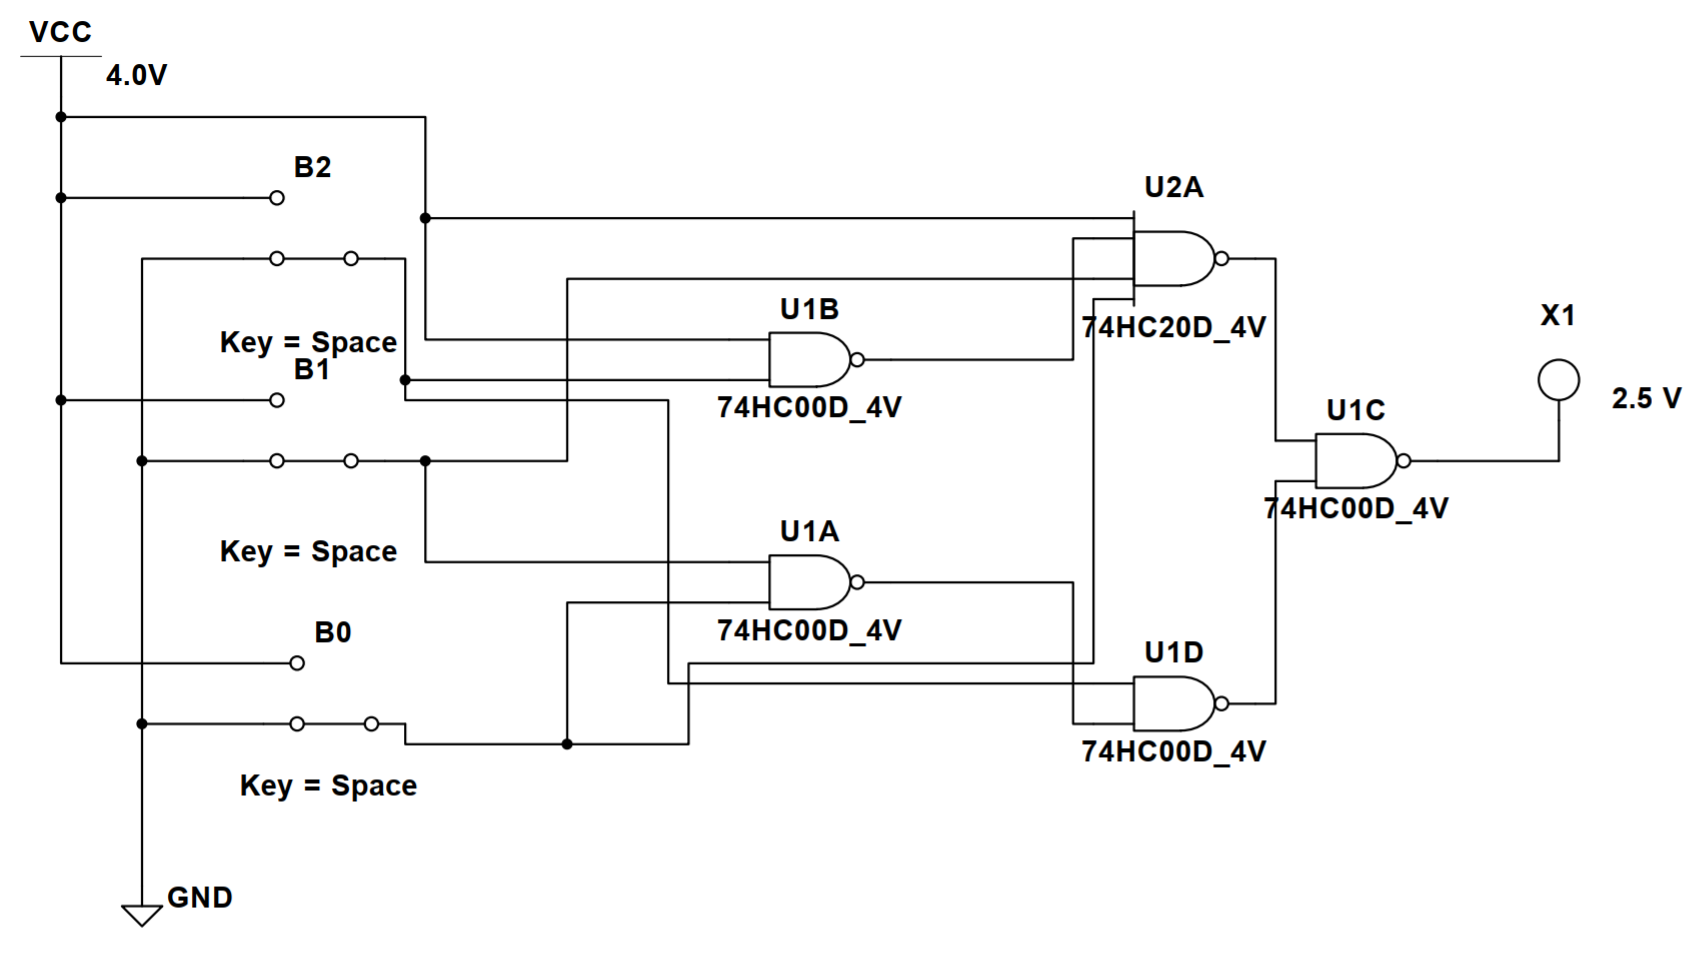 VCC
4.0V
B2
U2A
U1B
74HC20D_4V
X1
Key = Space
B1
2.5 V
74HC00D_4V
U1C
74HC00D_4V
U1A
Key = Space
74HC00D_4V
B0
U1D
74HC00D_4V
Key = Space
GND